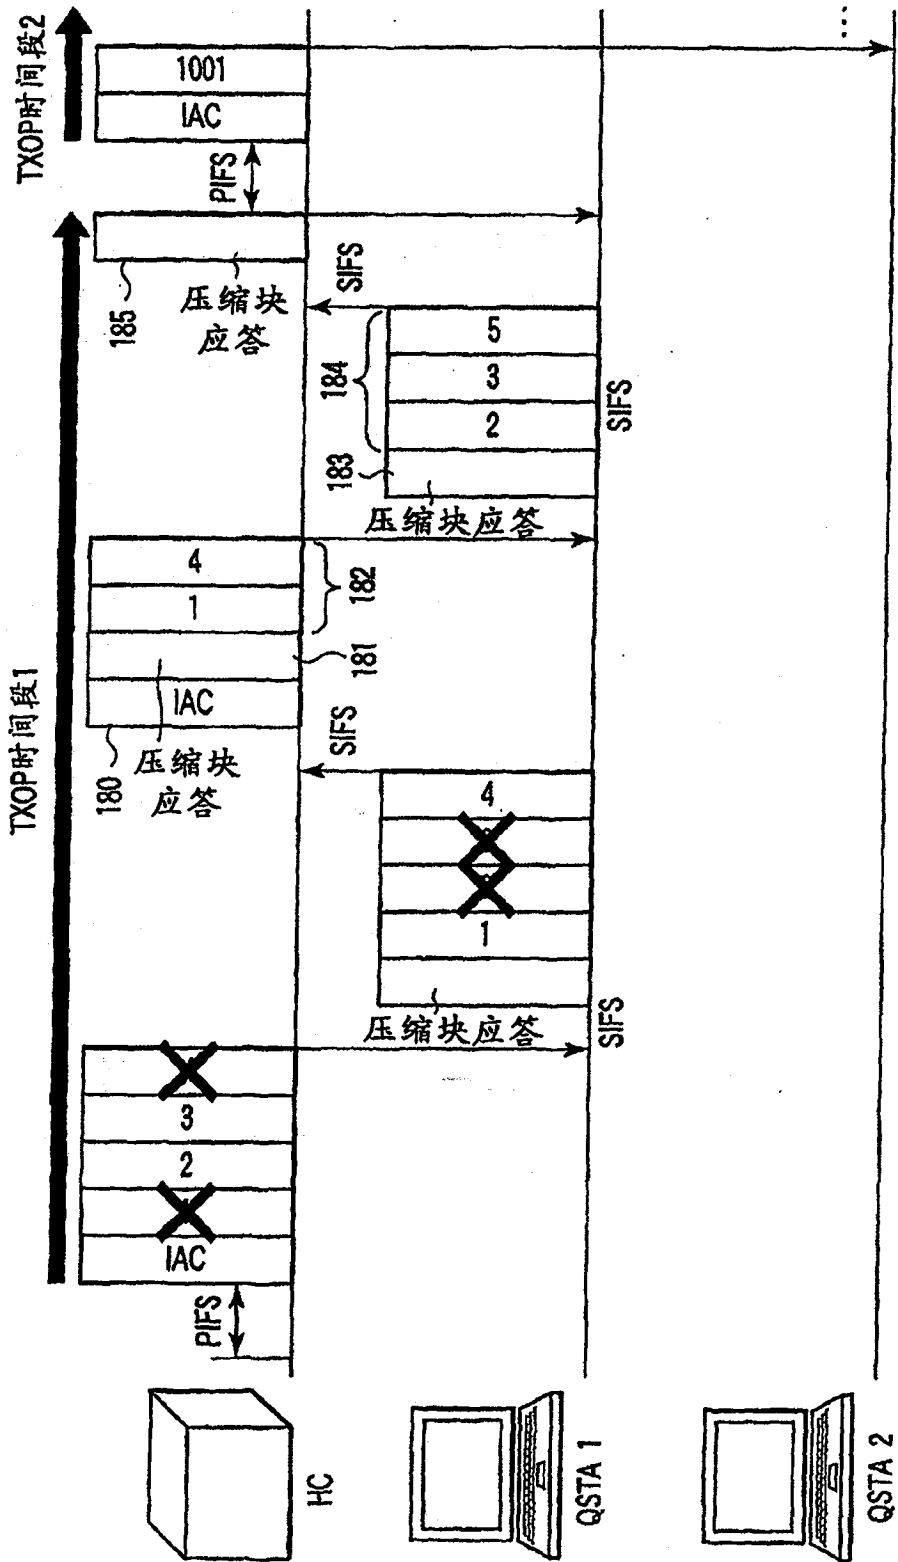 TXOP时间段1
TXOP时间段2
HC
PIFS
IAC
2
3
180
IAC
压缩块
应答
181
1
4
182
185
压缩块
应答
PIFS
IAC
1001
...
QSTA 1
SIFS
压缩块应答
1
4
SIFS
压缩块应答
183
2
3
5
184
SIFS
SIFS
QSTA 2